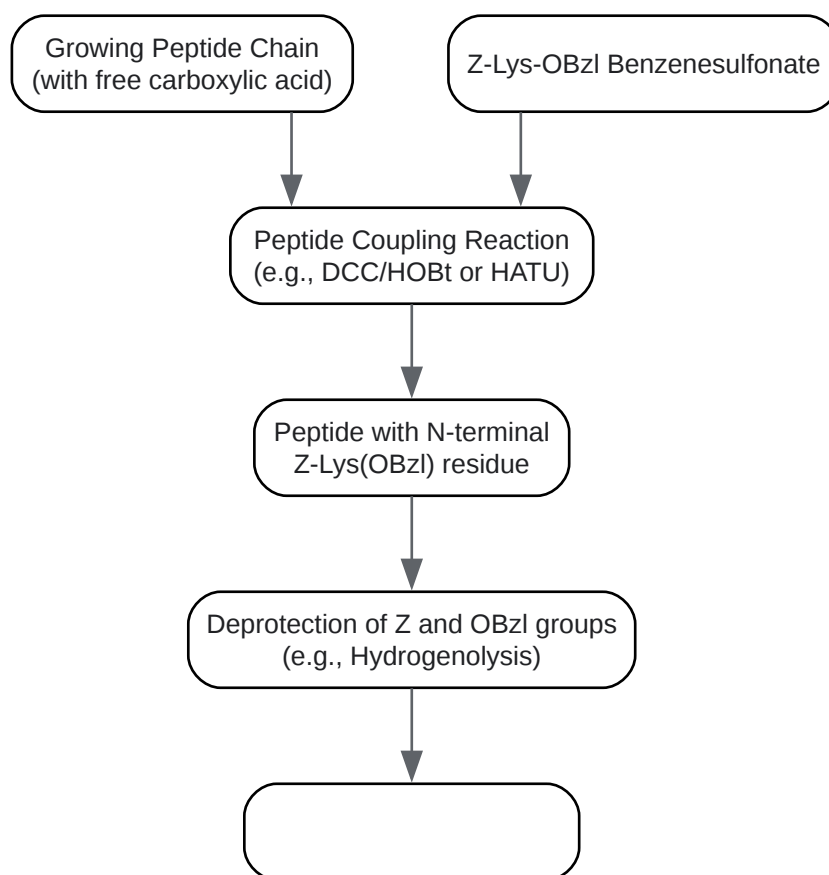 Growing Peptide Chain
(with free carboxylic acid)
Z-Lys-OBzl Benzenesulfonate
Peptide Coupling Reaction
(e.g., DCC/HOBt or HATU)
Peptide with N-terminal
Z-Lys(OBzl) residue
Deprotection of Z and OBzl groups
(e.g., Hydrogenolysis)